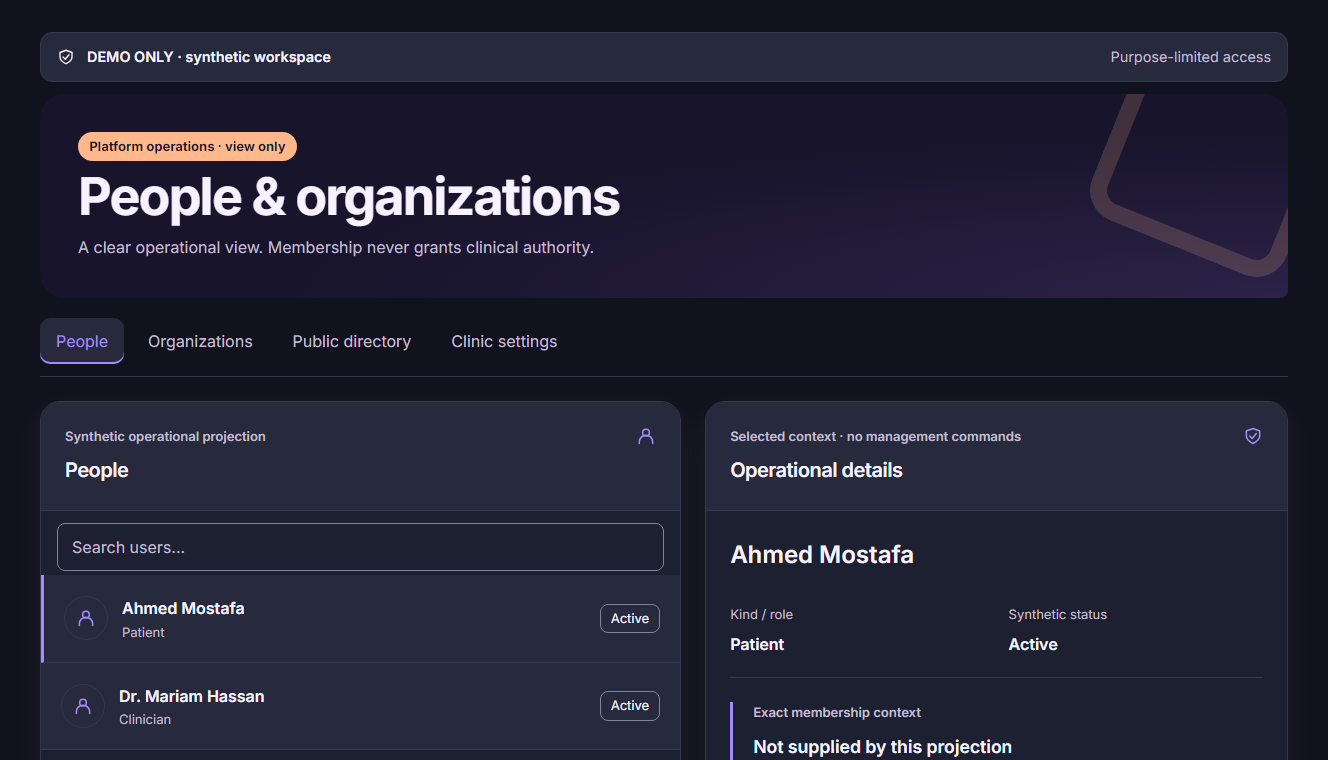 DEMO ONLY · synthetic workspace
Purpose-limited access
Platform operations · view only
People & organizations
A clear operational view. Membership never grants clinical authority.
People
Organizations
Public directory
Clinic settings
Synthetic operational projection
People
Search users...
Ahmed Mostafa
Patient
Active
Dr. Mariam Hassan
Clinician
Active
Selected context · no management commands
Operational details
Ahmed Mostafa
Kind / role
Patient
Synthetic status
Active
Exact membership context
Not supplied by this projection